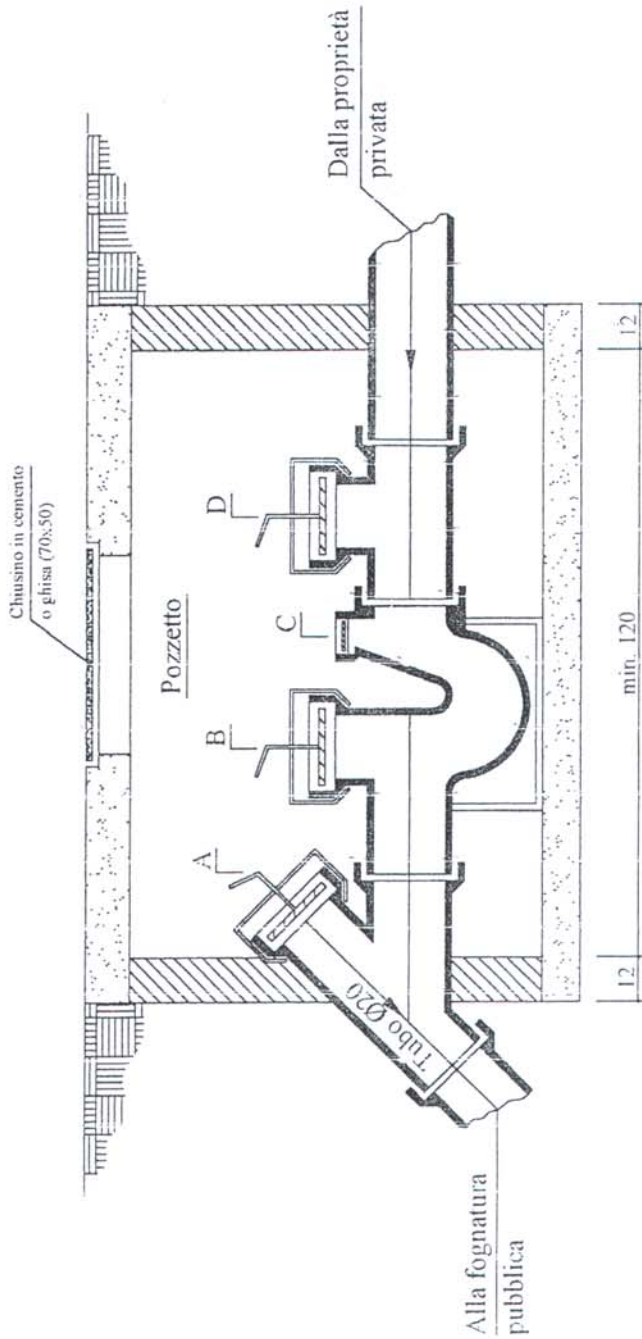 Chiusino in cemento
o ghisa (70x50)
Pozzetto
A
B
C
D
Tubo Ø20
Dalla proprietà
privata
Alla fognatura
pubblica
12
min. 120
12